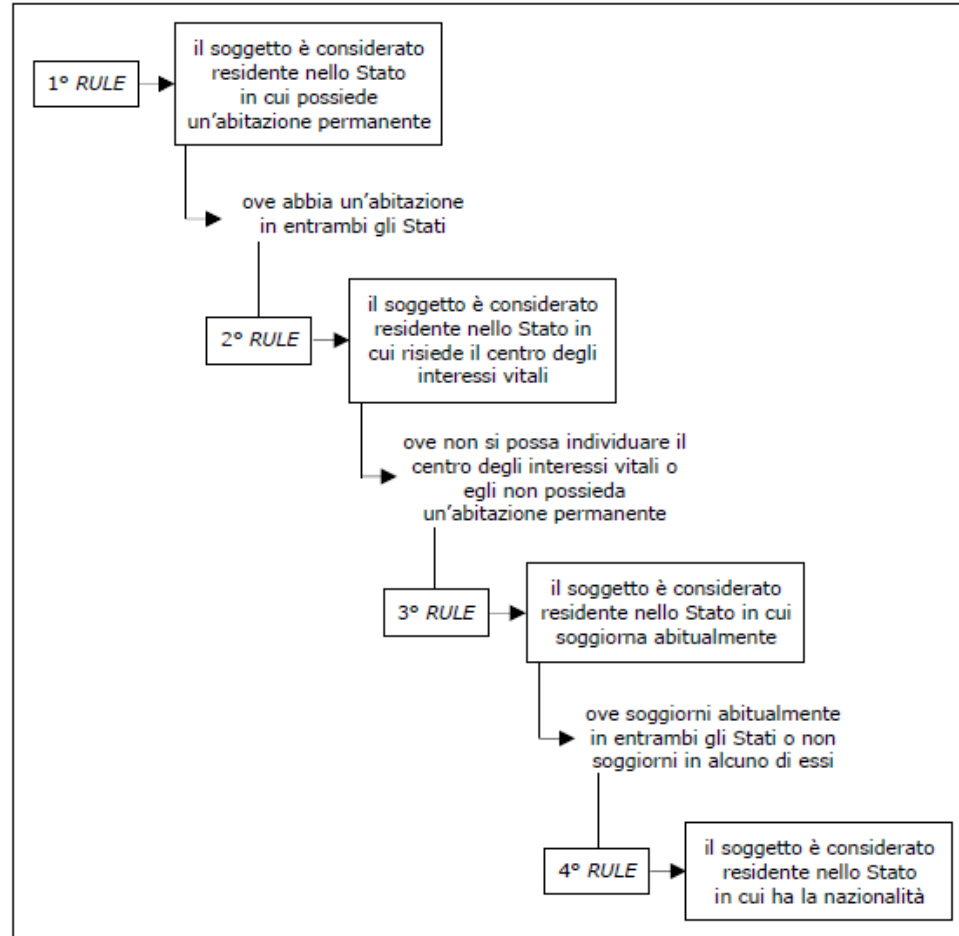 1° RULE
il soggetto è considerato
residente nello Stato
in cui possiede
un'abitazione permanente
ove abbia un'abitazione
in entrambi gli Stati
2° RULE
il soggetto è considerato
residente nello Stato in
cui risiede il centro degli
interessi vitali
ove non si possa individuare il
centro degli interessi vitali o
egli non possieda
un'abitazione permanente
3° RULE
il soggetto è considerato
residente nello Stato in cui
soggiorna abitualmente
ove soggiorni abitualmente
in entrambi gli Stati o non
soggiorni in alcuno di essi
4° RULE
il soggetto è considerato
residente nello Stato
in cui ha la nazionalità